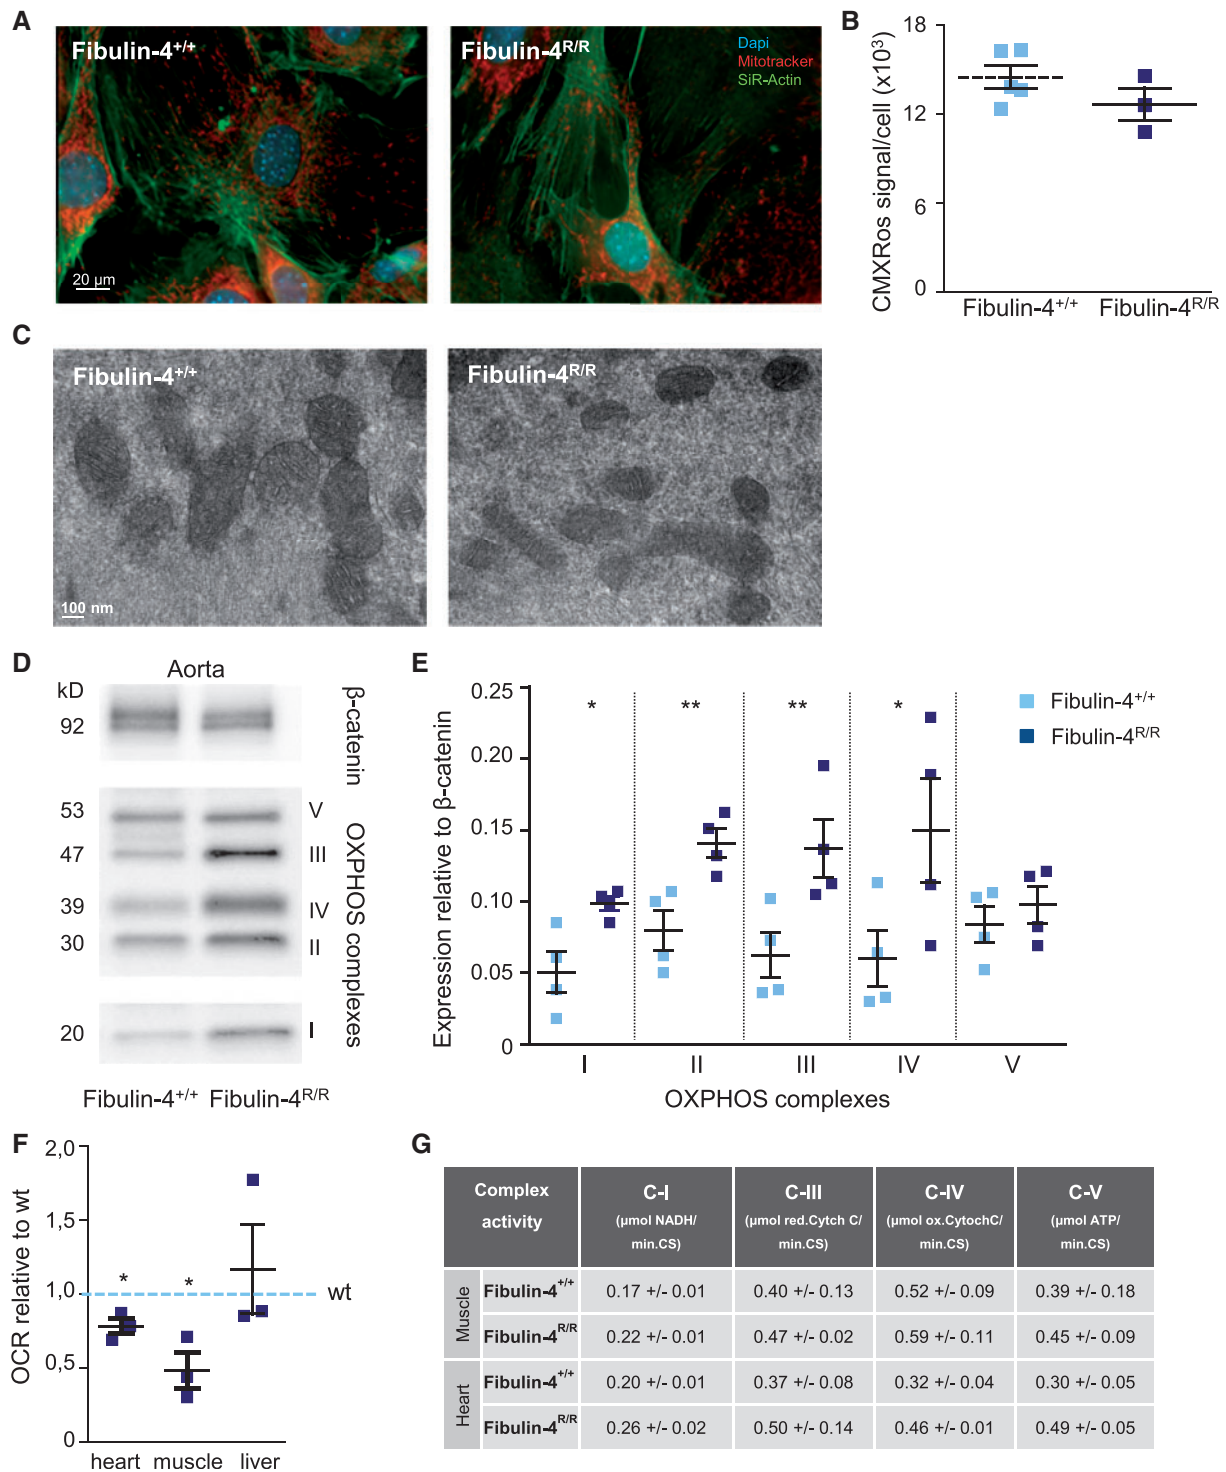 A
Fibulin-4+/+
20 µm
Fibulin-4R/R
Dapi
Mitotracker
SiR-Actin
B
CMXRos signal/cell (x10³)
18
12
6
0
Fibulin-4+/+ Fibulin-4R/R
C
Fibulin-4+/+
100 nm
Fibulin-4R/R
D
Aorta
kD
92
β-catenin
53
47
39
30
20
V
III
IV
II
I
OXPHOS complexes
Fibulin-4+/+ Fibulin-4R/R
E
Expression relative to β-catenin
0.25
0.20
0.15
0.10
0.05
0
* ** ** *
Fibulin-4+/+
Fibulin-4R/R
I II III IV V
OXPHOS complexes
F
OCR relative to wt
2,0
1,5
1,0
0,5
0
* *
wt
heart muscle liver
G
Complex activity
C-I
(µmol NADH/
min.CS)
C-III
(µmol red.Cytch C/
min.CS)
C-IV
(µmol ox.CytochC/
min.CS)
C-V
(µmol ATP/
min.CS)
Muscle
Fibulin-4+/+ 0.17 +/- 0.01 0.40 +/- 0.13 0.52 +/- 0.09 0.39 +/- 0.18
Fibulin-4R/R 0.22 +/- 0.01 0.47 +/- 0.02 0.59 +/- 0.11 0.45 +/- 0.09
Heart
Fibulin-4+/+ 0.20 +/- 0.01 0.37 +/- 0.08 0.32 +/- 0.04 0.30 +/- 0.05
Fibulin-4R/R 0.26 +/- 0.02 0.50 +/- 0.14 0.46 +/- 0.01 0.49 +/- 0.05